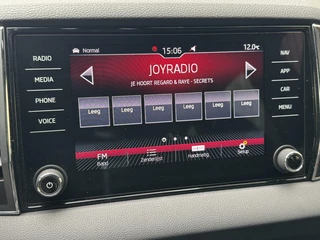 Normal 15:06 12.0°C
RADIO
NAV
MEDIA
APP
PHONE
CAR
VOICE
MENU
JOYRADIO
JE HOORT REGARD & RAYE - SECRETS
Leeg Leeg Leeg Leeg Leeg Leeg
FM
Band Zenderlijst Handmatig Setup